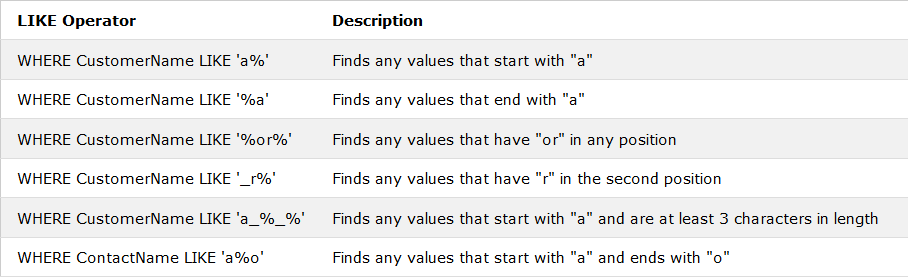 LIKE Operator Description
WHERE CustomerName LIKE 'a%' Finds any values that start with "a"
WHERE CustomerName LIKE '%a' Finds any values that end with "a"
WHERE CustomerName LIKE '%or%' Finds any values that have "or" in any position
WHERE CustomerName LIKE '_r%' Finds any values that have "r" in the second position
WHERE CustomerName LIKE 'a_%_%' Finds any values that start with "a" and are at least 3 characters in length
WHERE ContactName LIKE 'a%o' Finds any values that start with "a" and ends with "o"